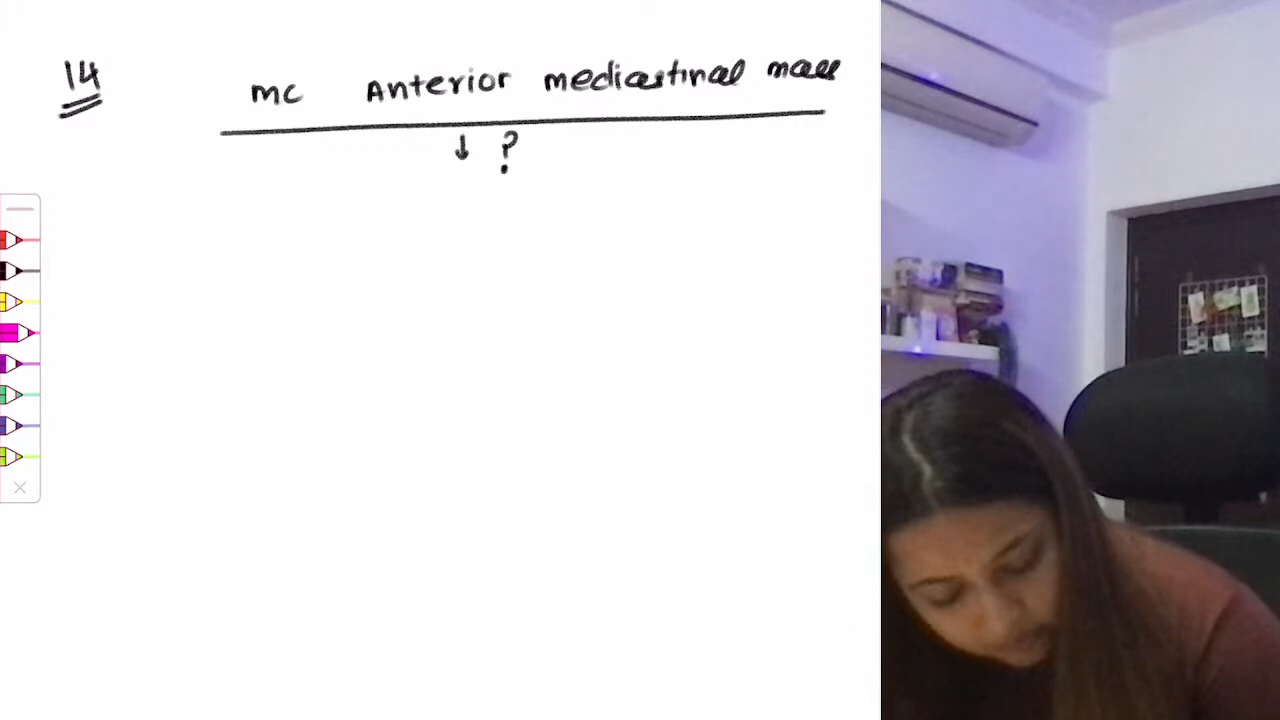 14
mc Anterior mediastinal mass
↓ ?